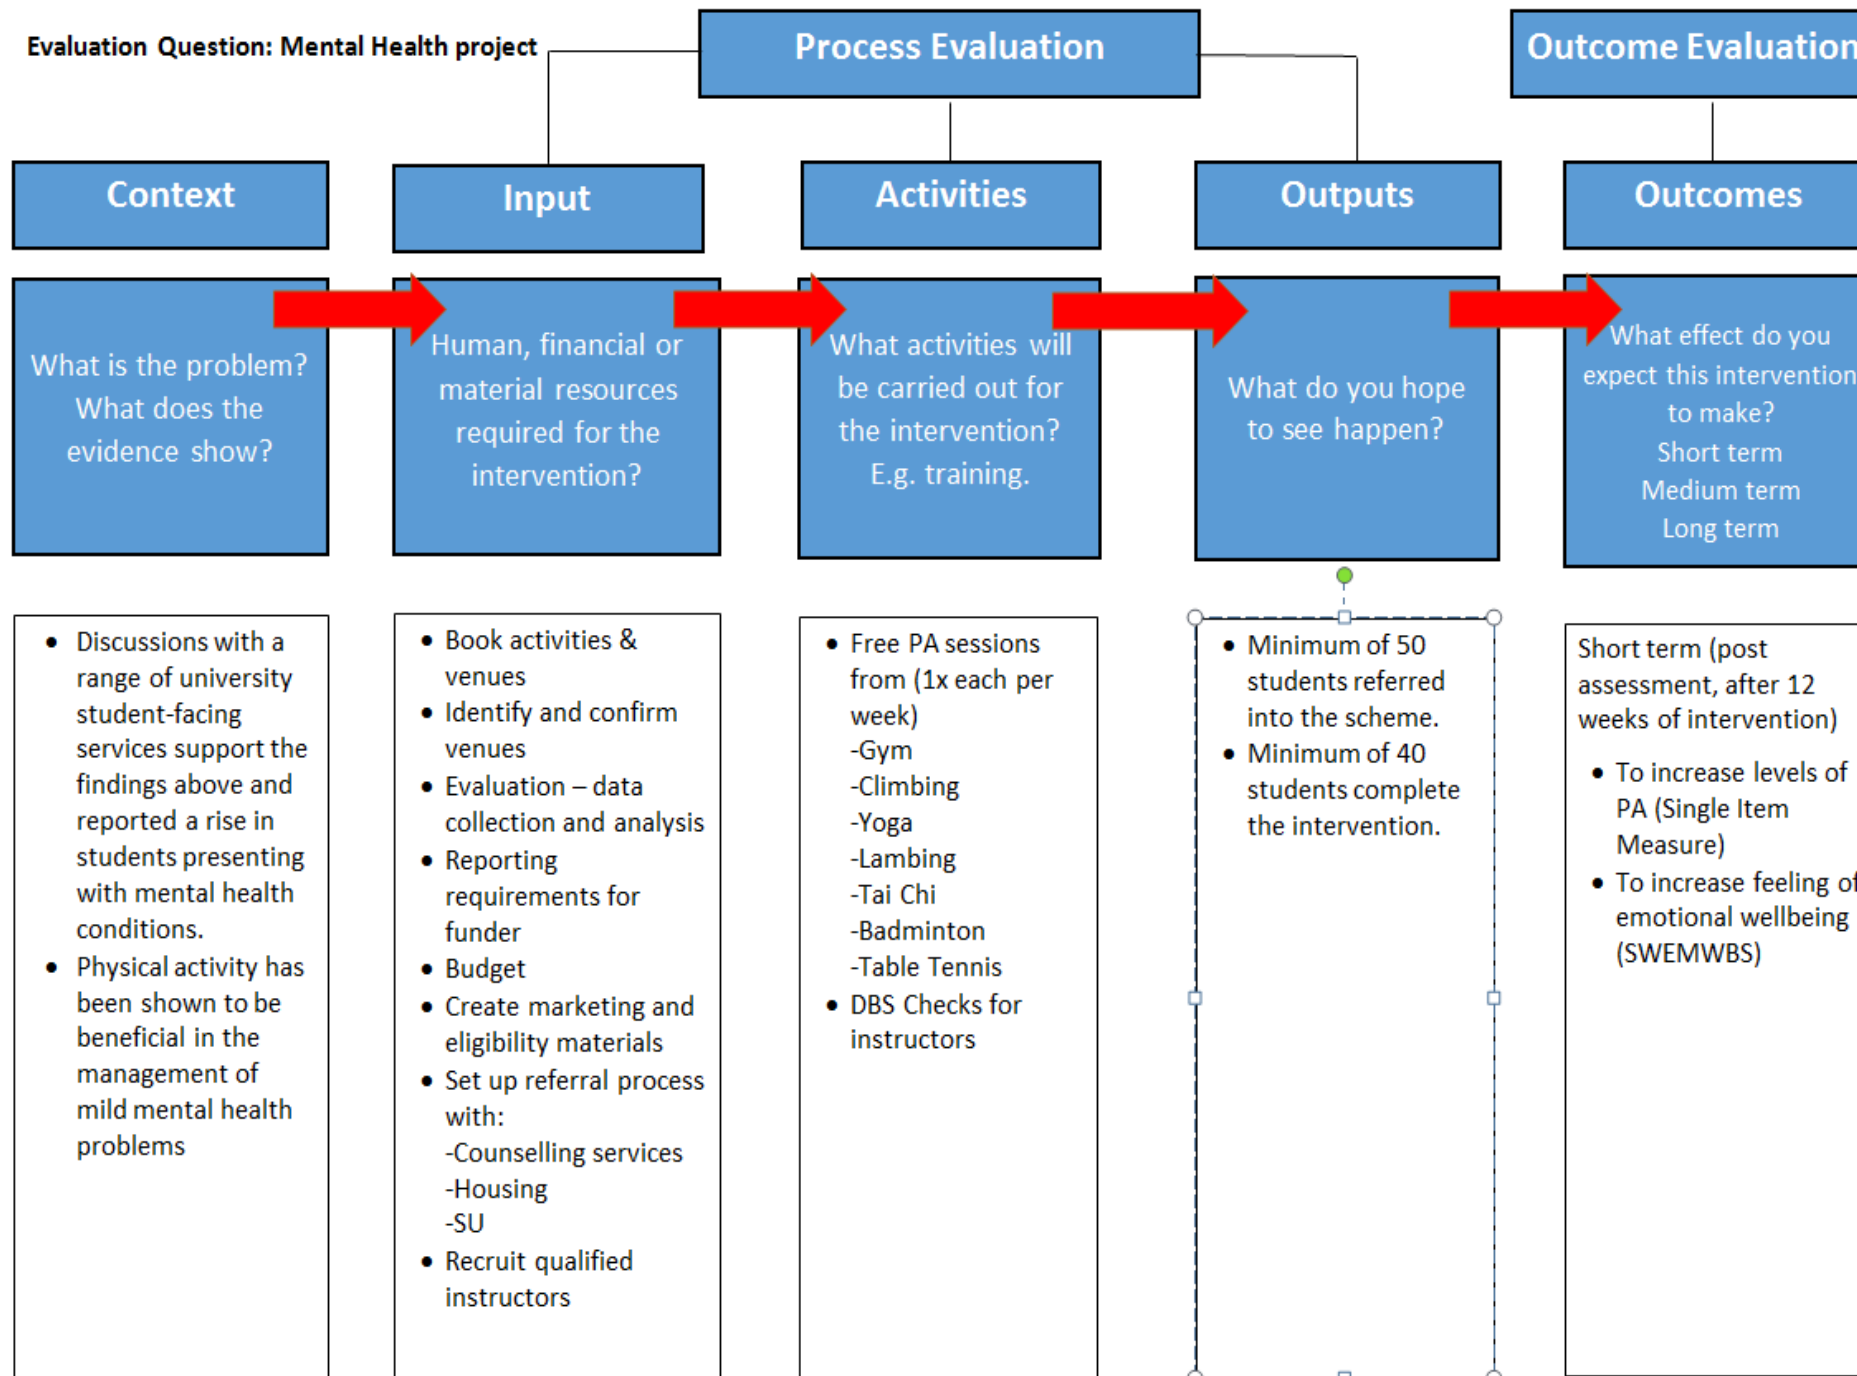 Evaluation Question: Mental Health project
Process Evaluation
Outcome Evaluation
Context
Input
Activities
Outputs
Outcomes
What is the problem?
What does the
evidence show?
Human, financial or
material resources
required for the
intervention?
What activities will
be carried out for
the intervention?
E.g. training.
What do you hope
to see happen?
What effect do you
expect this intervention
to make?
Short term
Medium term
Long term
• Discussions with a
range of university
student-facing
services support the
findings above and
reported a rise in
students presenting
with mental health
conditions.
• Physical activity has
been shown to be
beneficial in the
management of
mild mental health
problems
• Book activities &
venues
• Identify and confirm
venues
• Evaluation – data
collection and analysis
• Reporting
requirements for
funder
• Budget
• Create marketing and
eligibility materials
• Set up referral process
with:
-Counselling services
-Housing
-SU
• Recruit qualified
instructors
• Free PA sessions
from (1x each per
week)
-Gym
-Climbing
-Yoga
-Lambing
-Tai Chi
-Badminton
-Table Tennis
• DBS Checks for
instructors
• Minimum of 50
students referred
into the scheme.
• Minimum of 40
students complete
the intervention.
Short term (post
assessment, after 12
weeks of intervention)
• To increase levels of
PA (Single Item
Measure)
• To increase feeling of
emotional wellbeing
(SWEMWBS)